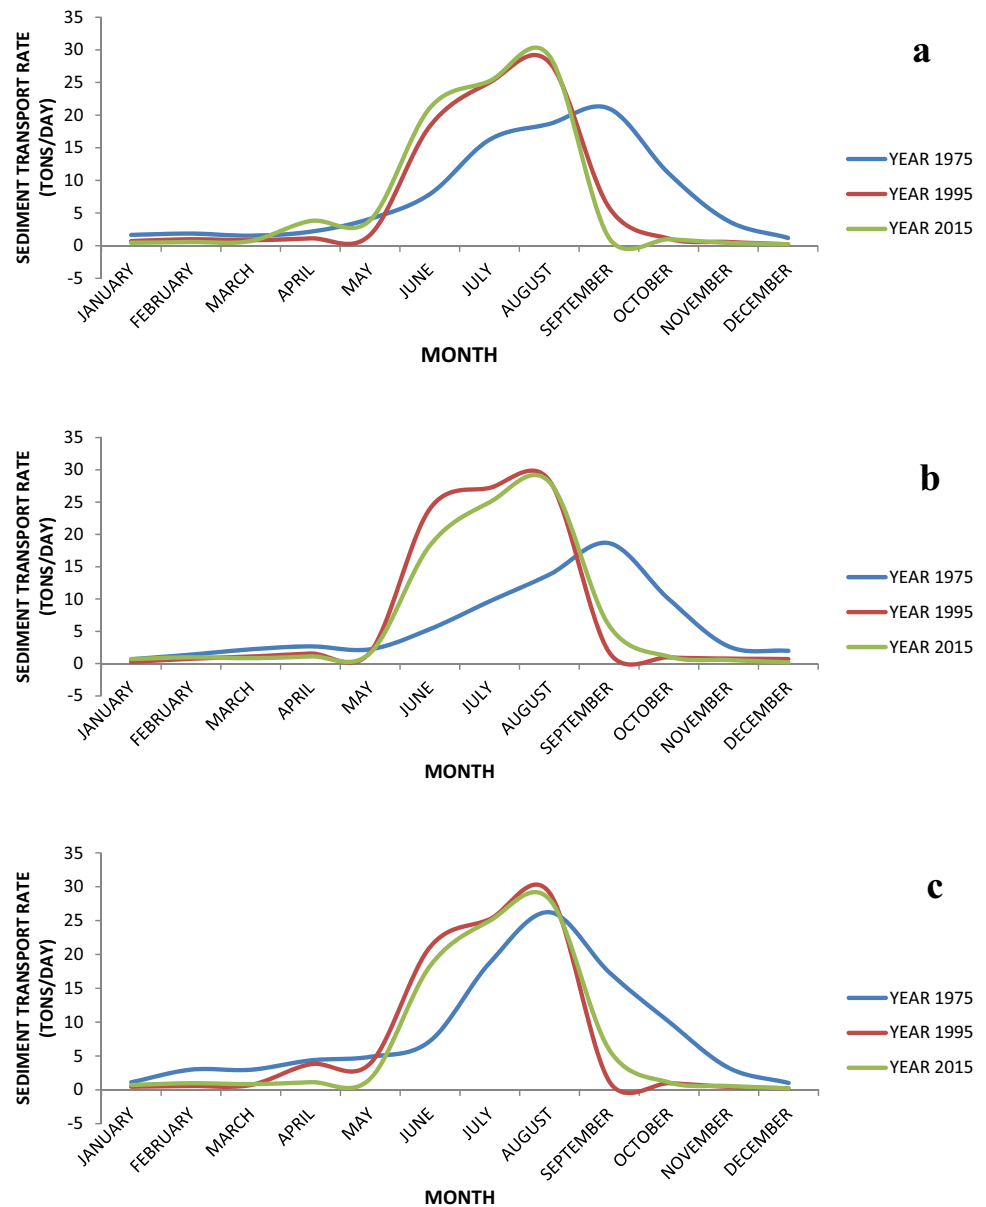 35
30
25
20
15
10
5
0
-5
SEDIMENT TRANSPORT RATE
(TONS/DAY)
JANUARY
FEBRUARY
MARCH
APRIL
MAY
JUNE
JULY
AUGUST
SEPTEMBER
OCTOBER
NOVEMBER
DECEMBER
MONTH
a
YEAR 1975
YEAR 1995
YEAR 2015
35
30
25
20
15
10
5
0
-5
SEDIMENT TRANSPORT RATE
(TONS/DAY)
JANUARY
FEBRUARY
MARCH
APRIL
MAY
JUNE
JULY
AUGUST
SEPTEMBER
OCTOBER
NOVEMBER
DECEMBER
MONTH
b
YEAR 1975
YEAR 1995
YEAR 2015
35
30
25
20
15
10
5
0
-5
SEDIMENT TRANSPORT RATE
(TONS/DAY)
JANUARY
FEBRUARY
MARCH
APRIL
MAY
JUNE
JULY
AUGUST
SEPTEMBER
OCTOBER
NOVEMBER
DECEMBER
MONTH
c
YEAR 1975
YEAR 1995
YEAR 2015